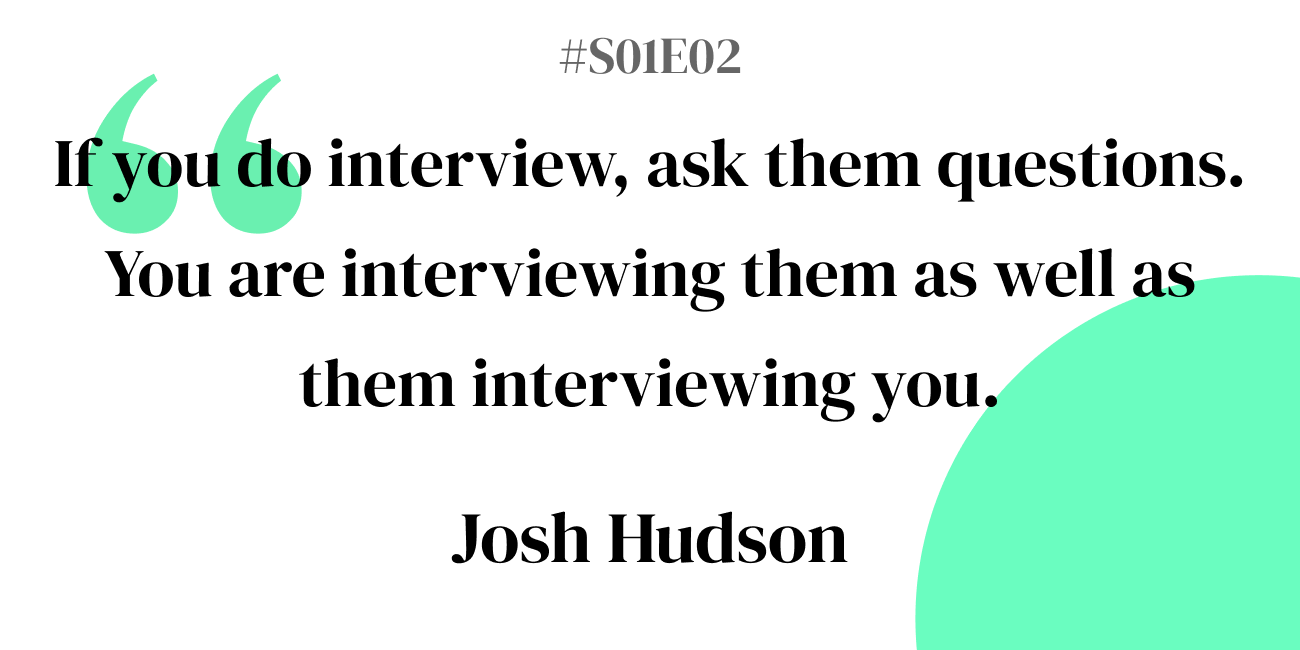 #S01E02
If you do interview, ask them questions.
You are interviewing them as well as
them interviewing you.
Josh Hudson